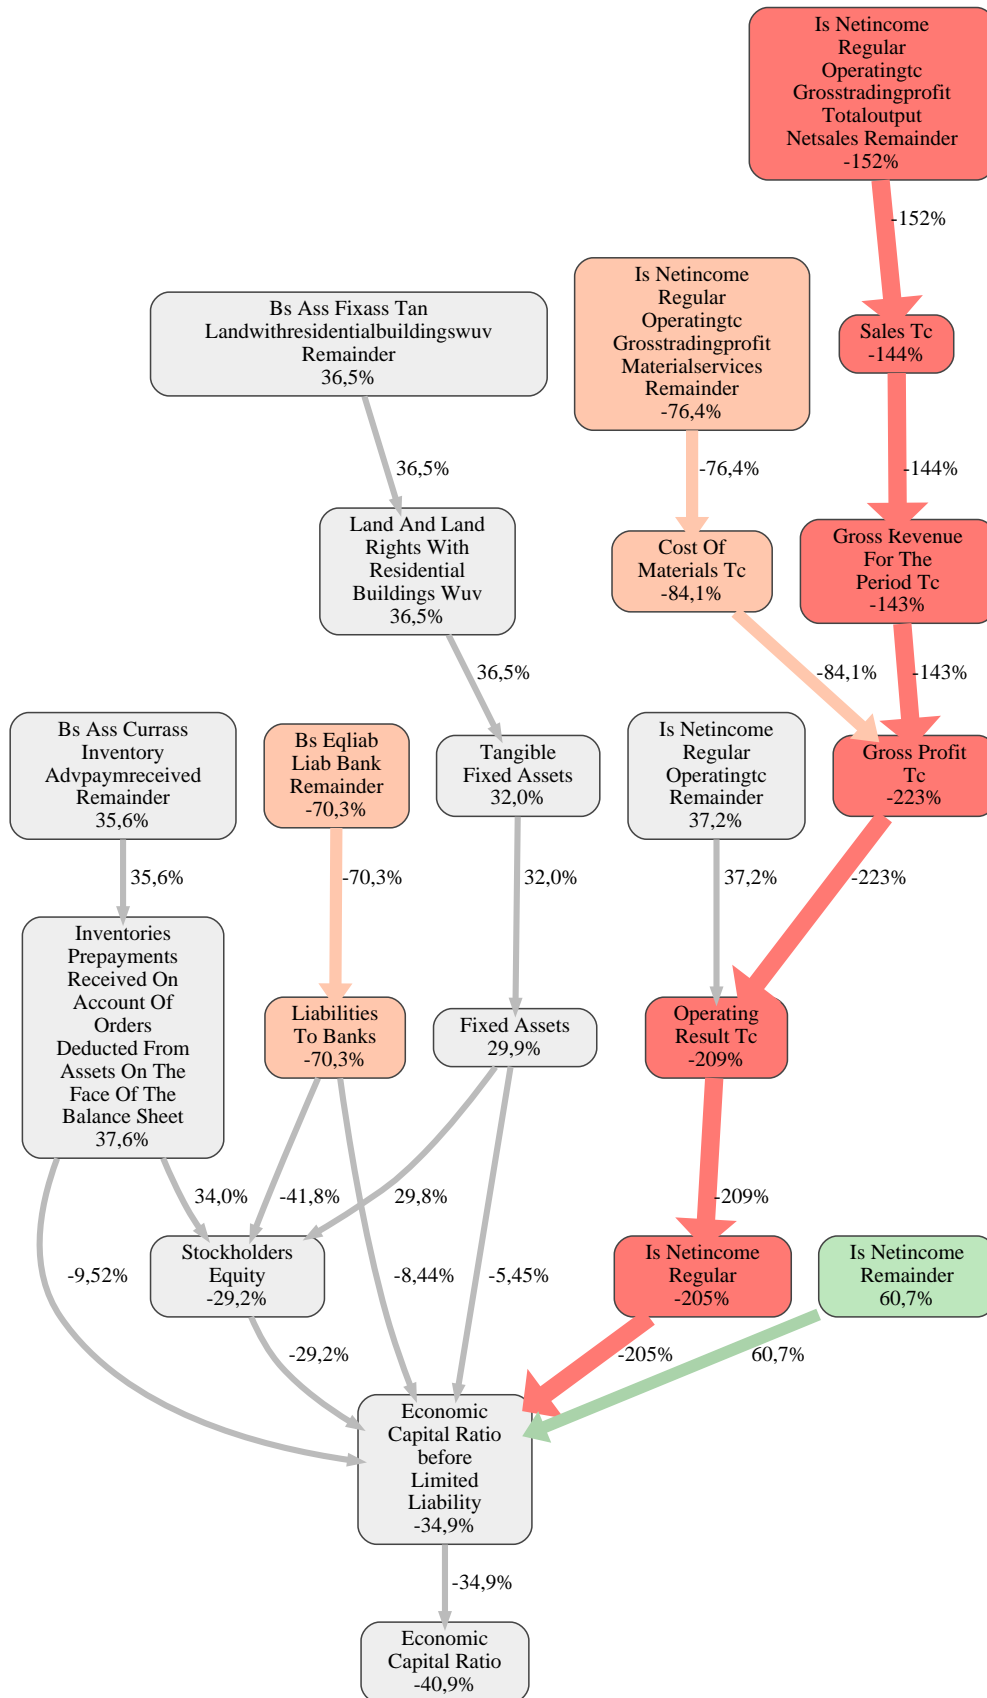 Is Netincome
Regular
Operatingtc
Grosstradingprofit
Totaloutput
Netsales Remainder
-152%
-152%
Bs Ass Fixass Tan
Landwithresidentialbuildingswuv
Remainder
36,5%
Is Netincome
Regular
Operatingtc
Grosstradingprofit
Materialservices
Remainder
-76,4%
Sales Tc
-144%
36,5%
-76,4%
-144%
Land And Land
Rights With
Residential
Buildings Wuv
36,5%
Cost Of
Materials Tc
-84,1%
Gross Revenue
For The
Period Tc
-143%
36,5%
-84,1%
-143%
Bs Ass Currass
Inventory
Advpaymreceived
Remainder
35,6%
Bs Eqliab
Liab Bank
Remainder
-70,3%
Tangible
Fixed Assets
32,0%
Is Netincome
Regular
Operatingtc
Remainder
37,2%
Gross Profit
Tc
-223%
35,6%
-70,3%
32,0%
37,2%
-223%
Inventories
Prepayments
Received On
Account Of
Orders
Deducted From
Assets On The
Face Of The
Balance Sheet
37,6%
Liabilities
To Banks
-70,3%
Fixed Assets
29,9%
Operating
Result Tc
-209%
34,0%
-41,8%
29,8%
-209%
-9,52%
Stockholders
Equity
-29,2%
-8,44%
-5,45%
Is Netincome
Regular
-205%
Is Netincome
Remainder
60,7%
-29,2%
-205%
60,7%
Economic
Capital Ratio
before
Limited
Liability
-34,9%
-34,9%
Economic
Capital Ratio
-40,9%